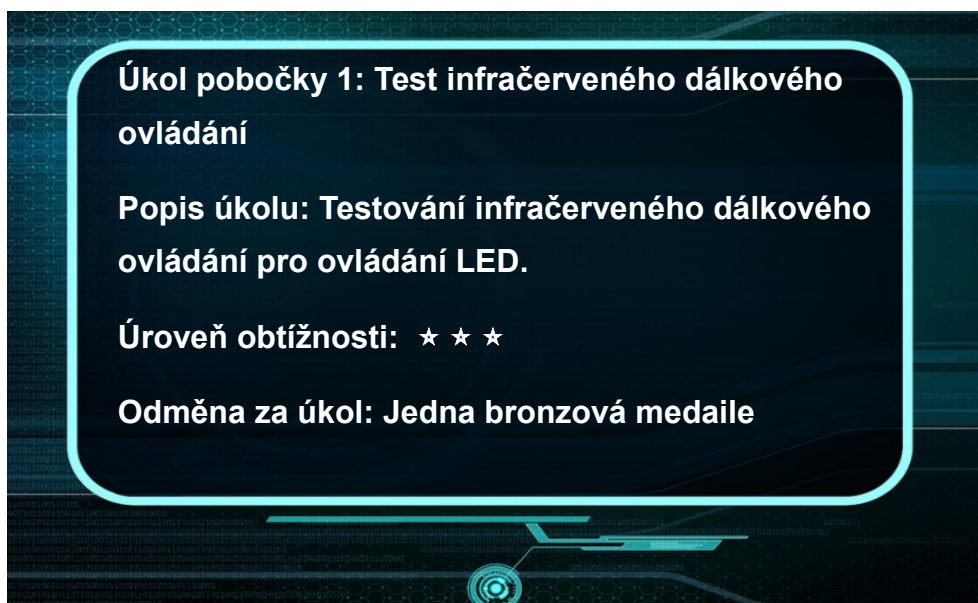 Úkol pobočky 1: Test infračerveného dálkového
ovládání
Popis úkolu: Testování infračerveného dálkového
ovládání pro ovládání LED.
Úroveň obtížnosti: ★ ★ ★
Odměna za úkol: Jedna bronzová medaile